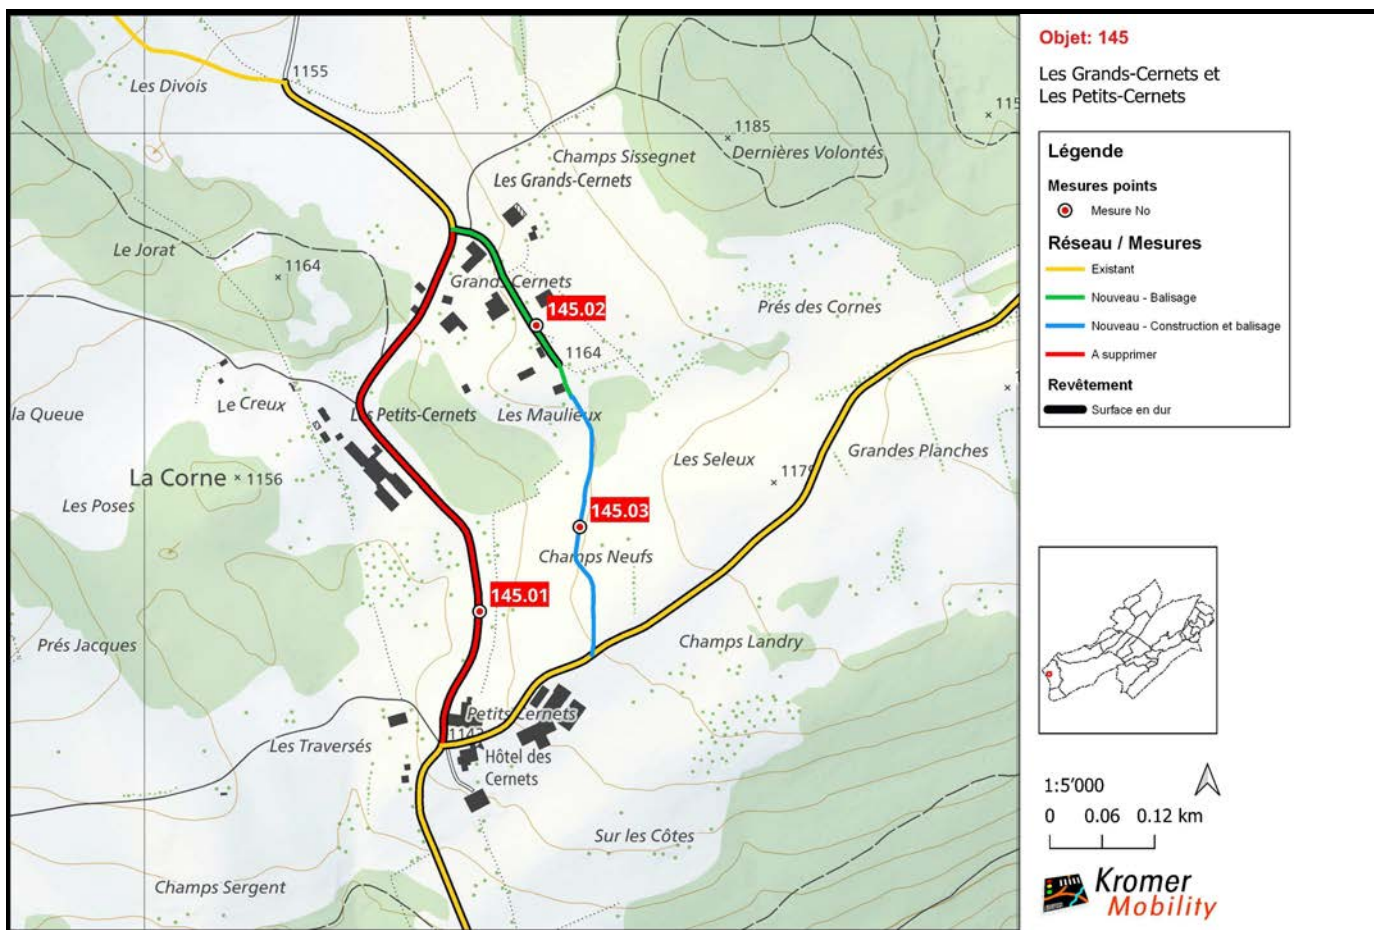 1155
Les Divois
1185
115
Champs Sissegnet
Dernières Volontés
Les Grands-Cernets
Le Jorat
1164
Grands Cernets
145.02
Prés des Cornes
1164
la Queue
Le Creux
Les Petits-Cernets
Les Maulieux
Les Seleux
Grandes Planches
La Corne
1156
1179
Les Poses
145.03
Champs Neufs
145.01
Prés Jacques
Champs Landry
Petits Cernets
Les Traversés
Hôtel des
Cernets
Sur les Côtes
Champs Sergent
Objet: 145
Les Grands-Cernets et
Les Petits-Cernets
Légende
Mesures points
Mesure No
Réseau / Mesures
Existant
Nouveau - Balisage
Nouveau - Construction et balisage
A supprimer
Revêtement
Surface en dur
1:5'000
0 0.06 0.12 km
Kromer
Mobility